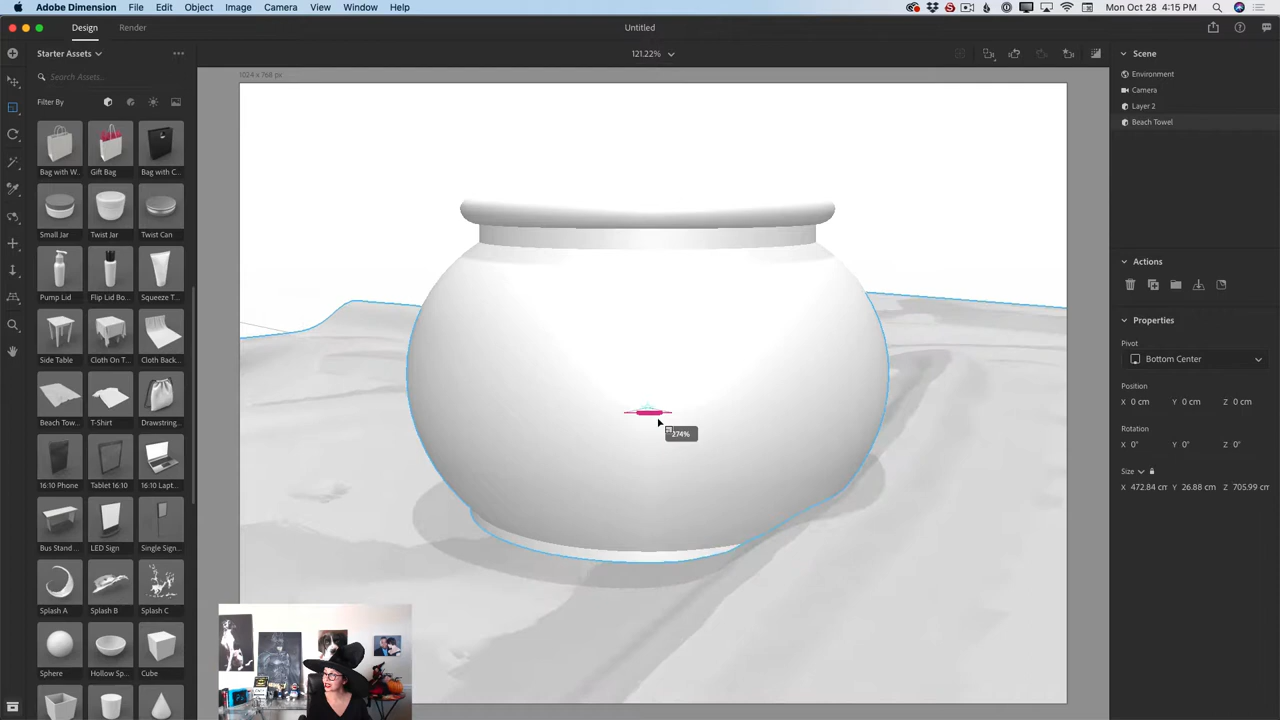 Adobe Dimension File Edit Object Image Camera View Window Help Mon Oct 28 4:15 PM
Design Render Untitled
Starter Assets 121.22% Scene
Search Assets...
1024 x 768 px
Filter By
Environment
Camera
Layer 2
Beach Towel
Bag with W.. Gift Bag Bag with C..
Small Jar Twist Jar Twist Can
Actions
Pump Lid Flip Lid Bo.. Squeeze T...
Properties
Pivot
Side Table Cloth On T... Cloth Back...
Bottom Center
Position
X 0 cm Y 0 cm Z 0 cm
Beach Tow... T-Shirt Drawstring...
Rotation
274%
X 0° Y 0° Z 0°
Size
16:10 Phone Tablet 16:10 16:10 Lapt...
X 472.84 cm Y 26.88 cm Z 705.99 cm
Bus Stand ... LED Sign Single Sign...
Splash A Splash B Splash C
Sphere Hollow Sp... Cube